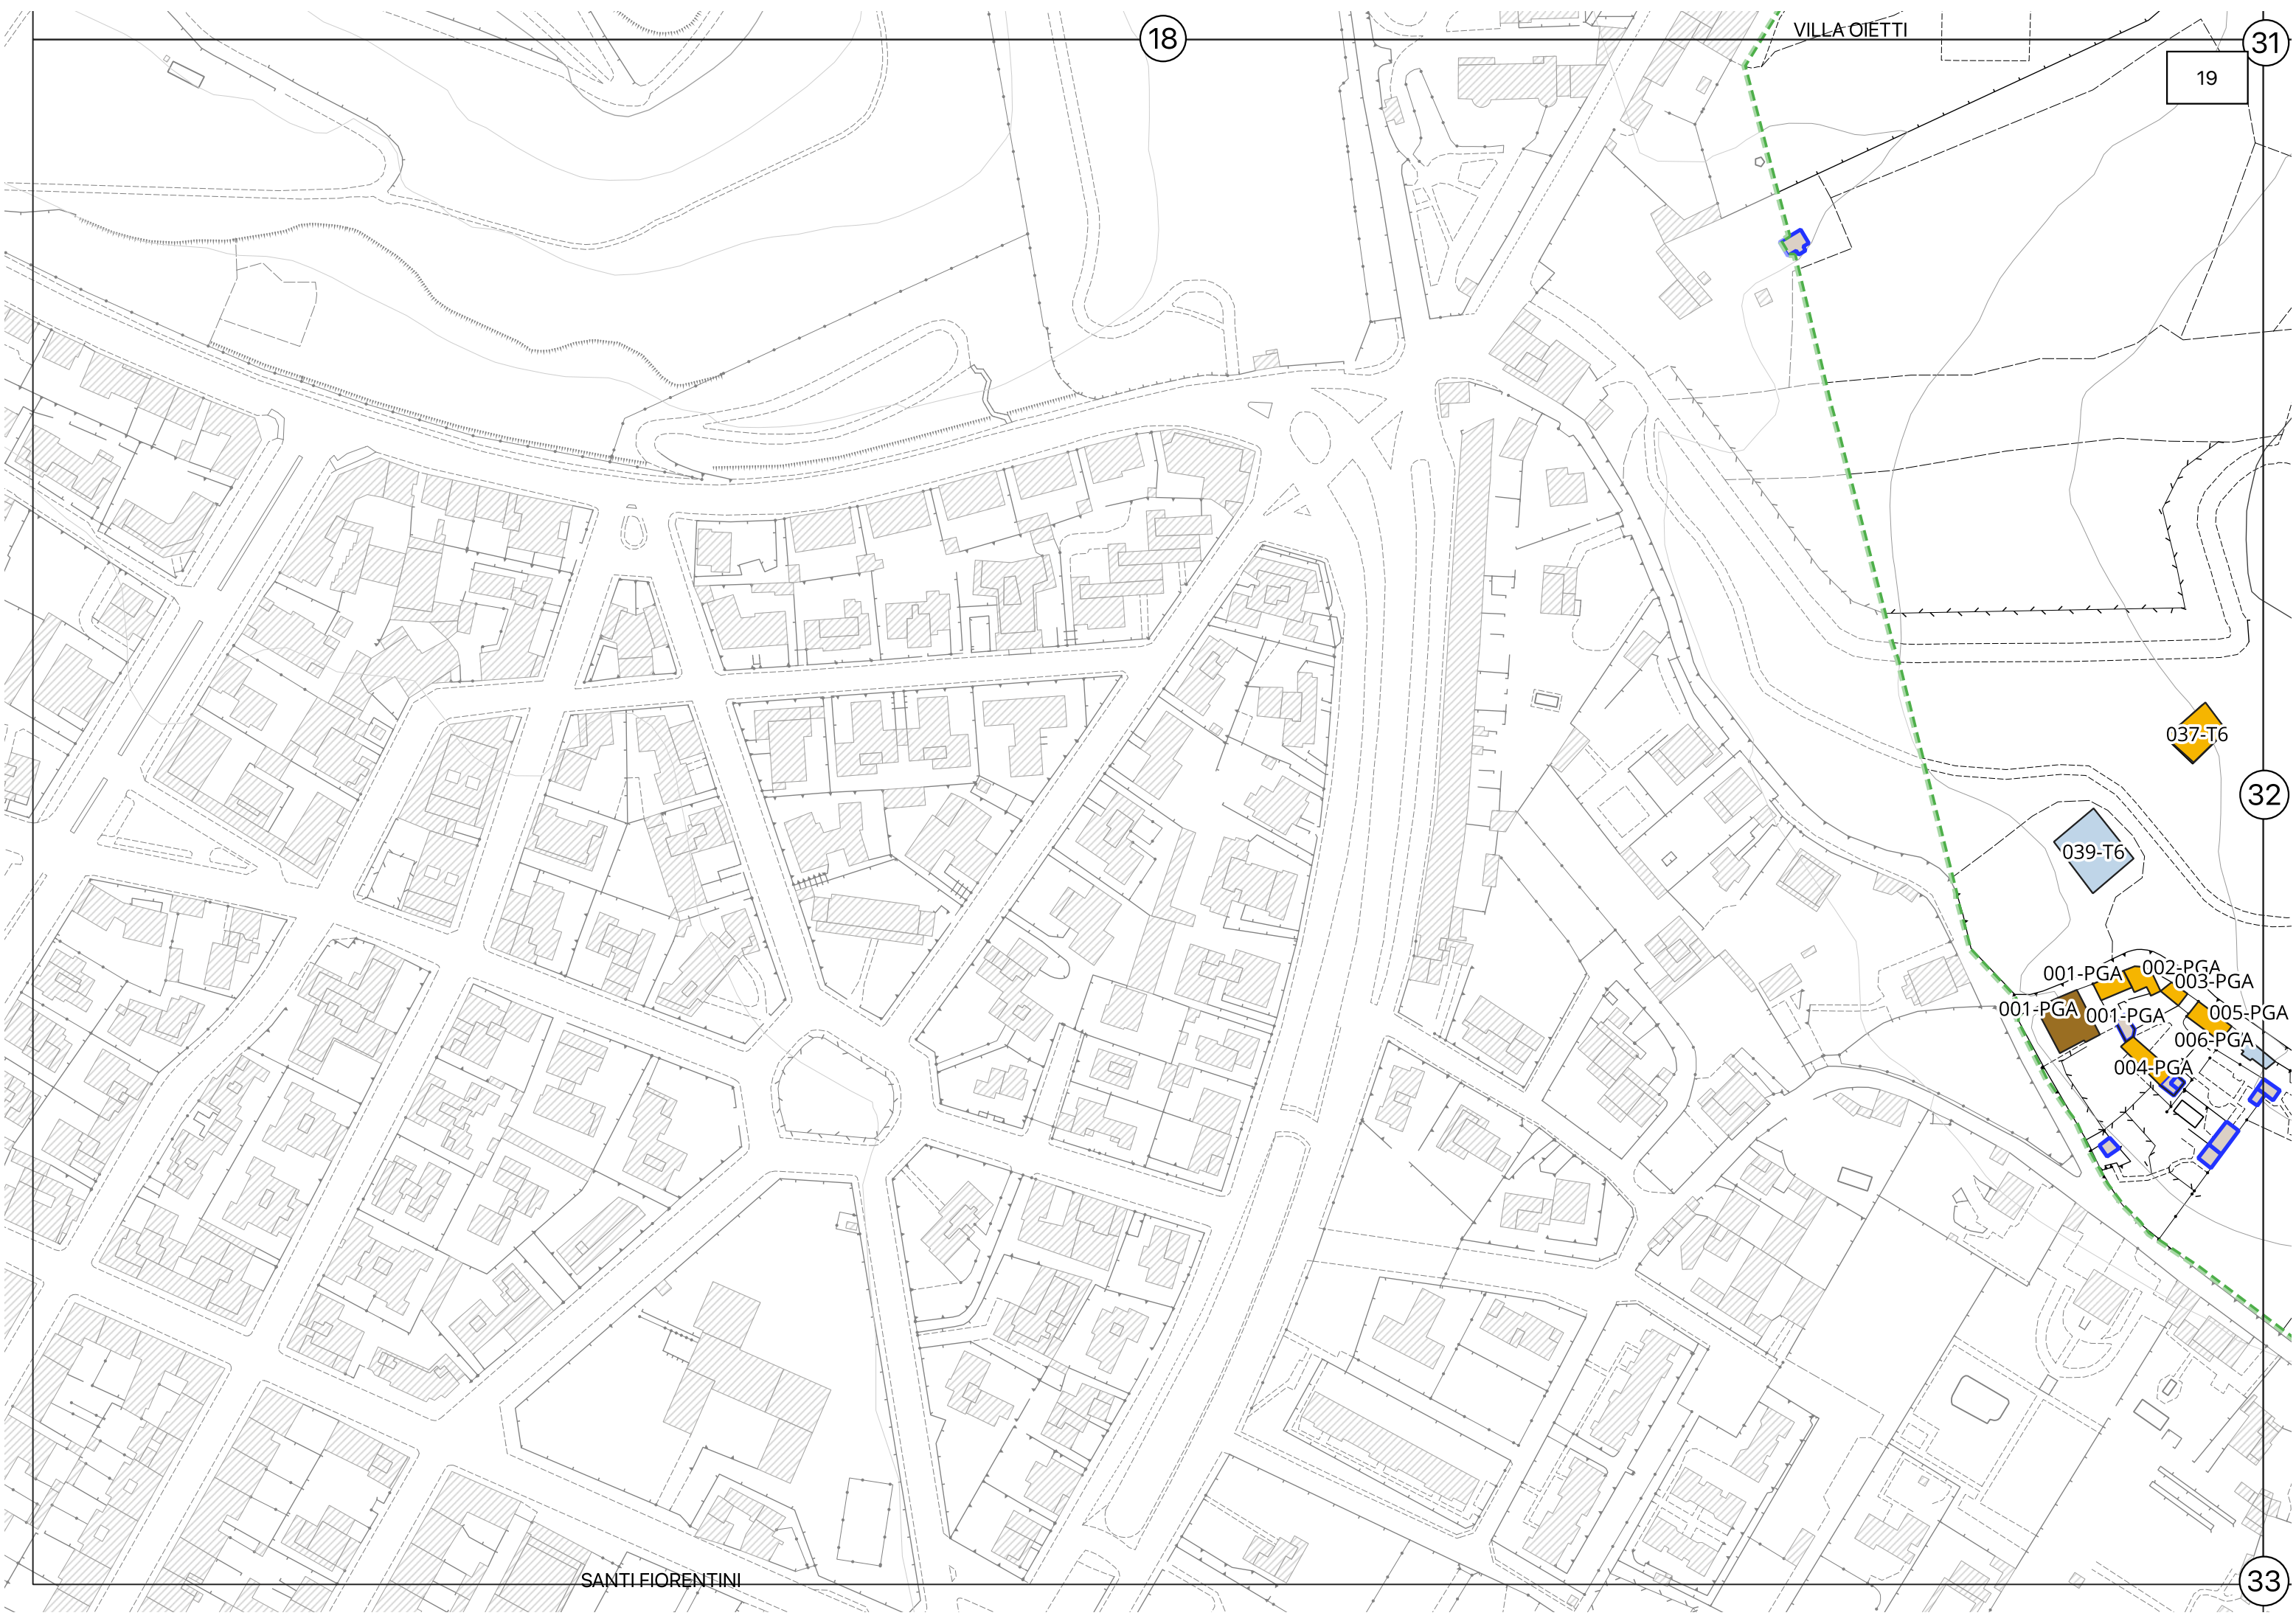 18
VILLA OIETTI
31
19
037-T6
32
039-T6
002-PGA
001-PGA
003-PGA
001-PGA
001-PGA
005-PGA
006-PGA
004-PGA
SANTI FIORENTINI
33